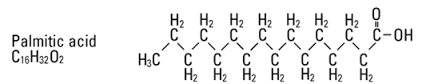 O
H₂ H₂ H₂ H₂ H₂ H₂ H₂
C C C C C C C C-OH
Palmitic acid
C₁₆H₃₂O₂
H₃C C C C C C C C
H₂ H₂ H₂ H₂ H₂ H₂ H₂